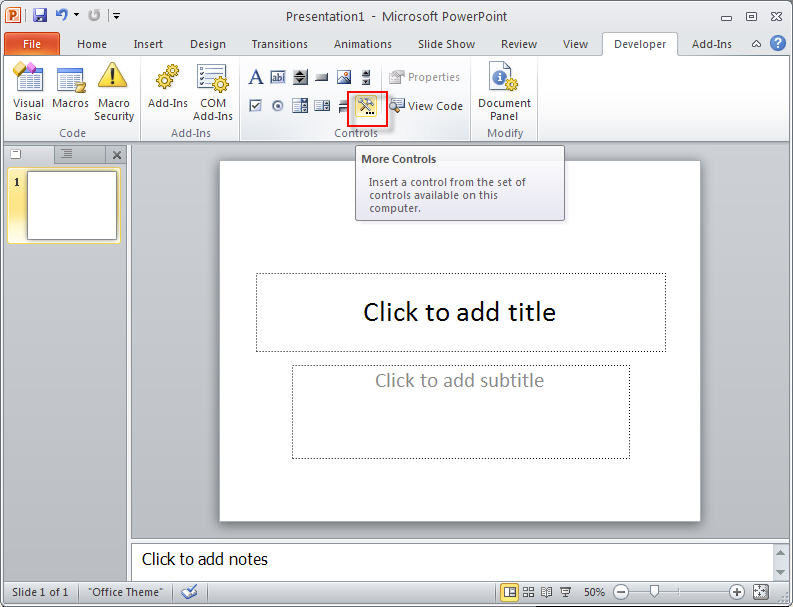 Presentation1 - Microsoft PowerPoint
File Home Insert Design Transitions Animations Slide Show Review View Developer Add-Ins
Visual Basic
Macros
Macro Security
Code
Add-Ins
COM Add-Ins
Add-Ins
Properties
View Code
Controls
Document Panel
Modify
More Controls
Insert a control from the set of
controls available on this
computer.
1
Click to add title
Click to add subtitle
Click to add notes
Slide 1 of 1 "Office Theme" 50%